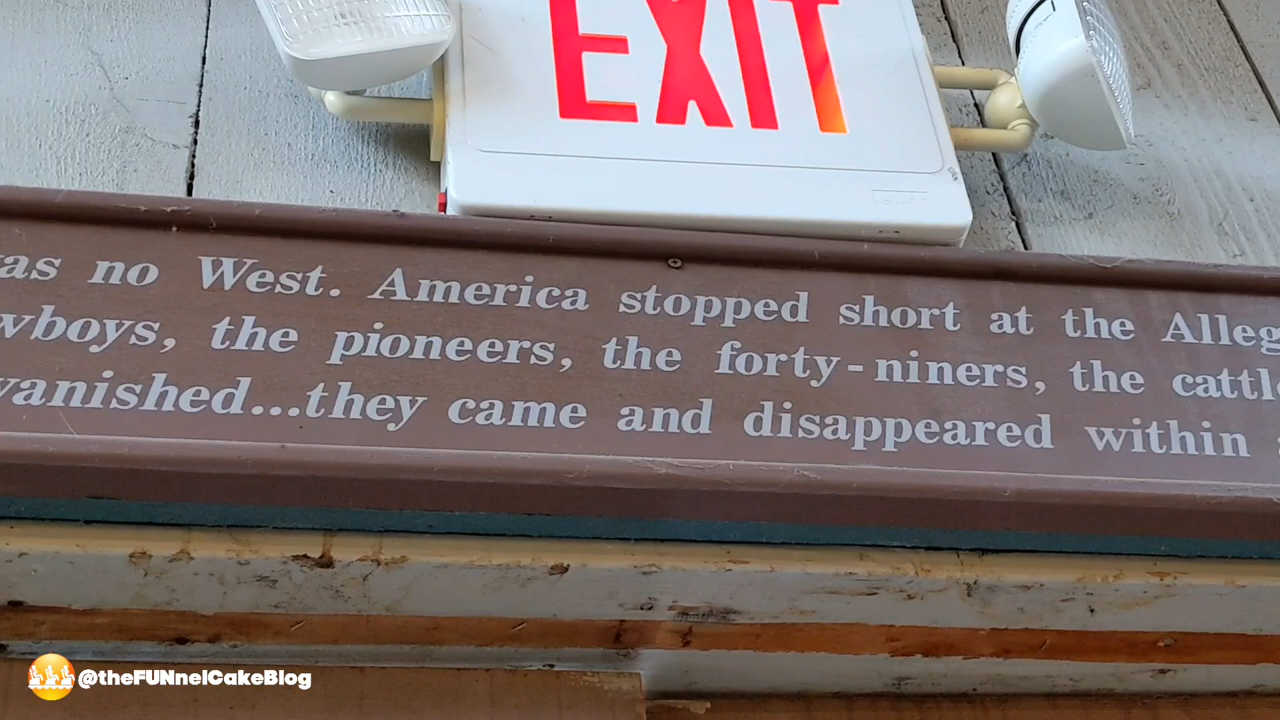 EXIT
as no West. America stopped short at the Alleg
wboys, the pioneers, the forty-niners, the cattl
vanished...they came and disappeared within
@theFUNnelCakeBlog